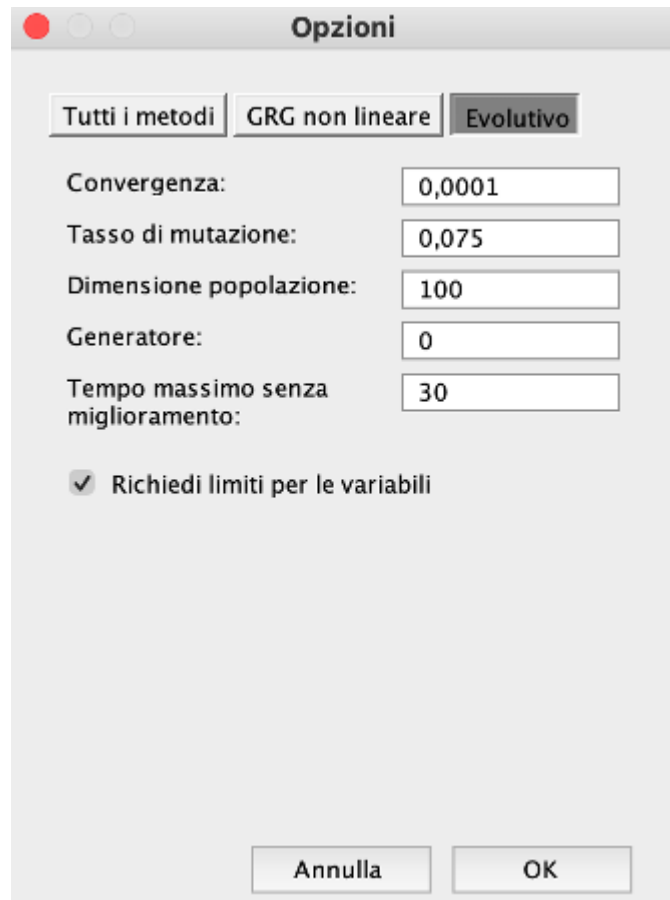 Opzioni
Tutti i metodi GRG non lineare Evolutivo
Convergenza: 0,0001
Tasso di mutazione: 0,075
Dimensione popolazione: 100
Generatore: 0
Tempo massimo senza 30
miglioramento:
Richiedi limiti per le variabili
Annulla OK